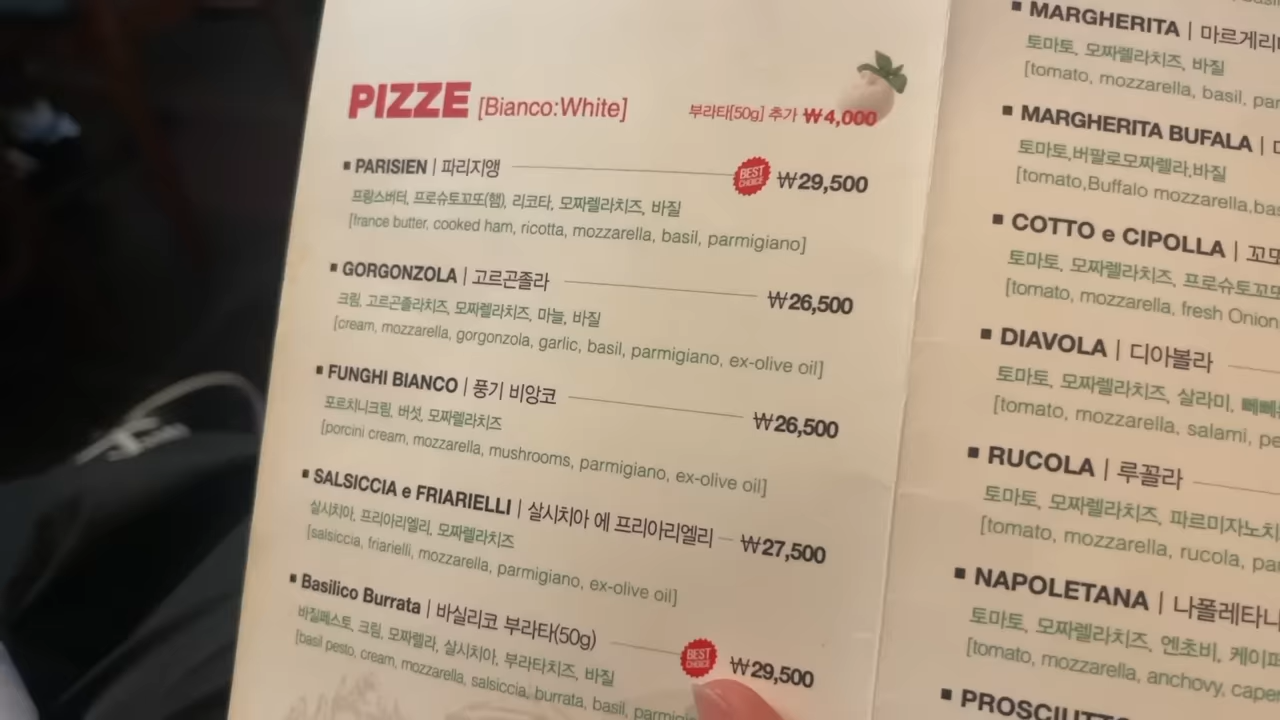 PIZZE [Bianco:White]
부라타[50g] 추가 ₩4,000
PARISIEN | 파리지앵 BEST CHOICE ₩29,500
프랑스버터, 프로슈토꼬또(햄), 리코타, 모짜렐라치즈, 바질
[france butter, cooked ham, ricotta, mozzarella, basil, parmigiano]
GORGONZOLA | 고르곤졸라 ₩26,500
크림, 고르곤졸라치즈, 모짜렐라치즈, 마늘, 바질
[cream, mozzarella, gorgonzola, garlic, basil, parmigiano, ex-olive oil]
FUNGHI BIANCO | 풍기 비앙코 ₩26,500
포르치니크림, 버섯, 모짜렐라치즈
[porcini cream, mozzarella, mushrooms, parmigiano, ex-olive oil]
SALSICCIA e FRIARIELLI | 살시치아 에 프리아리엘리 ₩27,500
살시치아, 프리아리엘리, 모짜렐라치즈
[salsiccia, friarielli, mozzarella, parmigiano, ex-olive oil]
Basilico Burrata | 바실리코 부라타(50g) BEST CHOICE ₩29,500
바질페스토, 크림, 모짜렐라, 살시치아, 부라타치즈, 바질
[basil pesto, cream, mozzarella, salsiccia, burrata, basil,
MARGHERITA | 마르게리
토마토, 모짜렐라치즈, 바질
[tomato, mozzarella, basil,
MARGHERITA BUFALA |
토마토,버팔로모짜렐라,바질
[tomato,Buffalo mozzarella,
COTTO e CIPOLLA | 꼬또
토마토, 모짜렐라치즈, 프로슈토꼬또
[tomato, mozzarella, fresh Onion
DIAVOLA | 디아볼라
토마토, 모짜렐라치즈, 살라미,
[tomato, mozzarella, salami,
RUCOLA | 루꼴라
토마토, 모짜렐라치즈, 파르미자노치
[tomato, mozzarella, rucola,
NAPOLETANA | 나폴레타나
토마토, 모짜렐라치즈, 엔초비, 케이퍼
[tomato, mozzarella, anchovy,